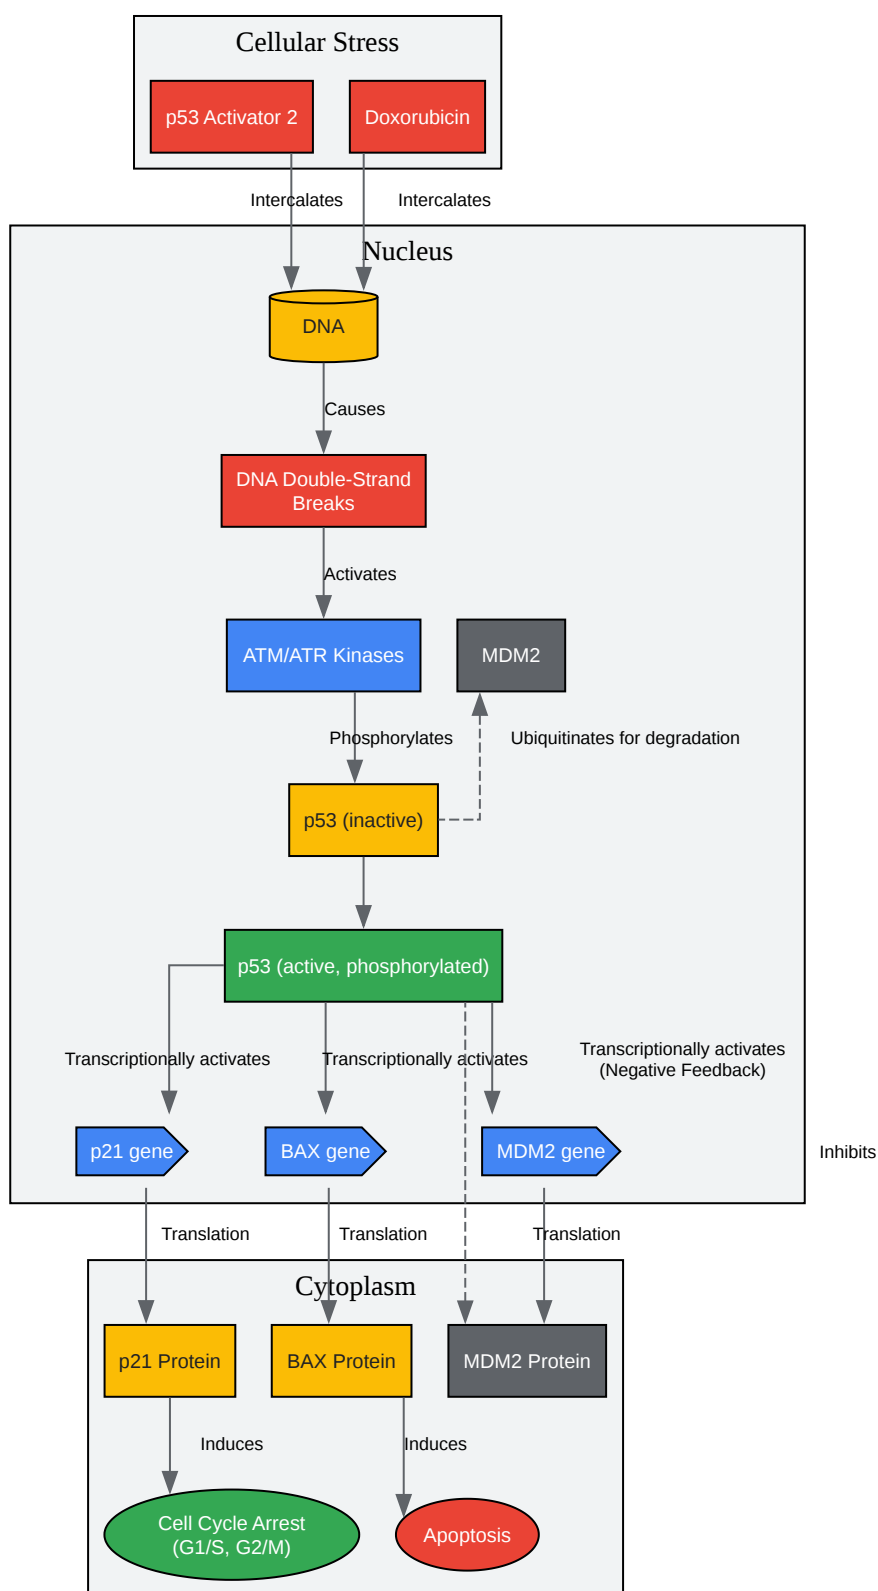 Cellular Stress
p53 Activator 2
Doxorubicin
Intercalates
Intercalates
Nucleus
DNA
Causes
DNA Double-Strand
Breaks
Activates
ATM/ATR Kinases
MDM2
Phosphorylates
Ubiquitinates for degradation
p53 (inactive)
p53 (active, phosphorylated)
Transcriptionally activates
Transcriptionally activates
Transcriptionally activates
(Negative Feedback)
p21 gene
BAX gene
MDM2 gene
Inhibits
Translation
Translation
Translation
Cytoplasm
p21 Protein
BAX Protein
MDM2 Protein
Induces
Induces
Cell Cycle Arrest
(G1/S, G2/M)
Apoptosis